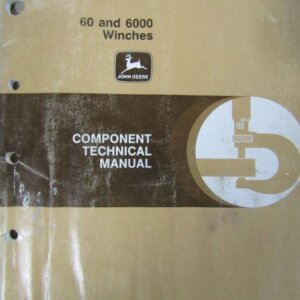 60 and 6000
Winches
JOHN DEERE
COMPONENT
TECHNICAL
MANUAL